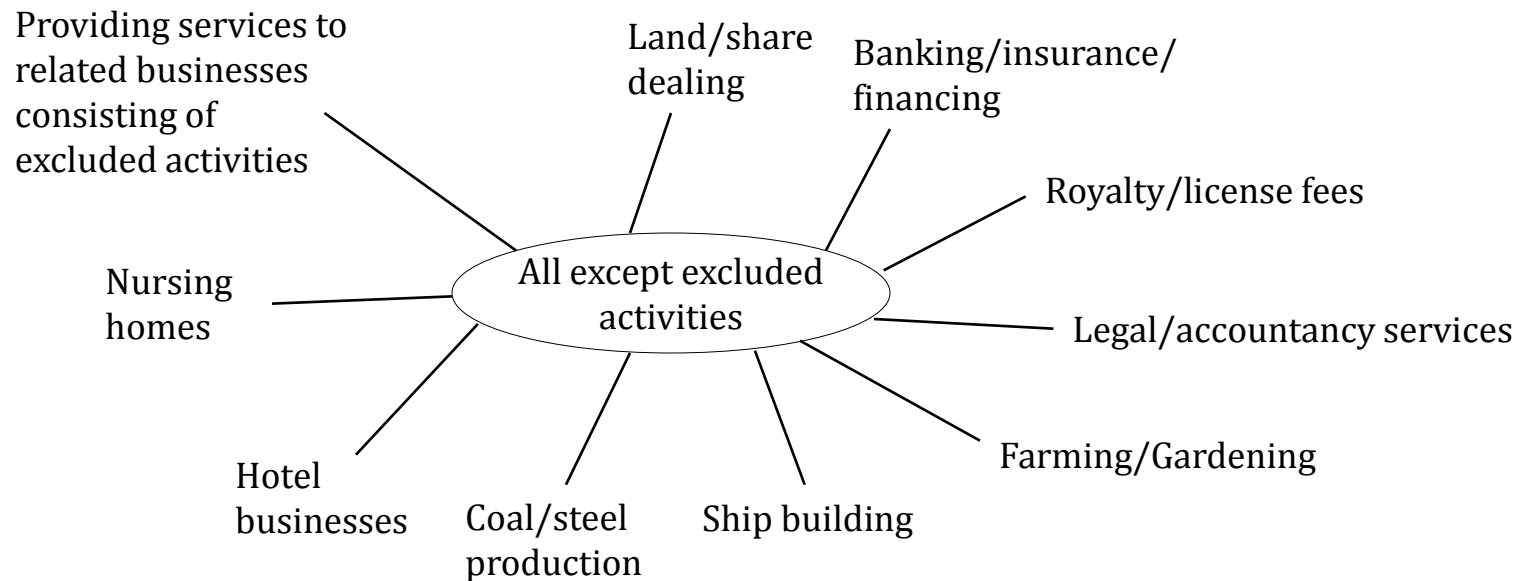 Providing services to
related businesses
consisting of
excluded activities
Land/share
dealing
Banking/insurance/
financing
Royalty/license fees
All except excluded
activities
Nursing
homes
Legal/accountancy services
Farming/Gardening
Hotel
businesses
Coal/steel
production
Ship building